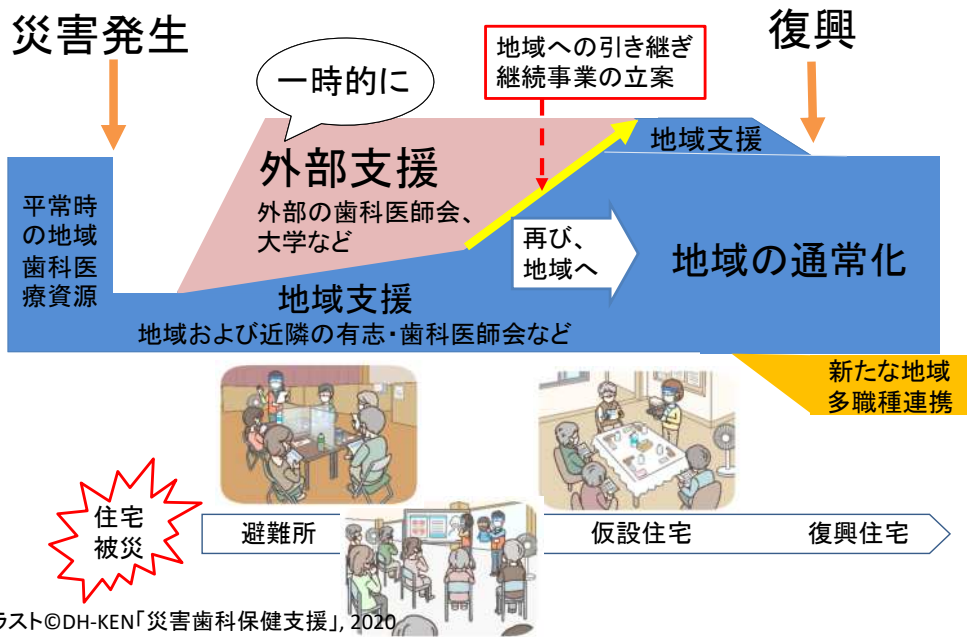 災害発生
復興
一時的に
地域への引き継ぎ
継続事業の立案
地域支援
外部支援
外部の歯科医師会、
大学など
平常時
の地域
歯科医
療資源
再び、
地域へ
地域の通常化
地域支援
地域および近隣の有志・歯科医師会など
新たな地域
多職種連携
住宅
被災
避難所
仮設住宅
復興住宅
ラスト©DH-KEN「災害歯科保健支援」, 2020